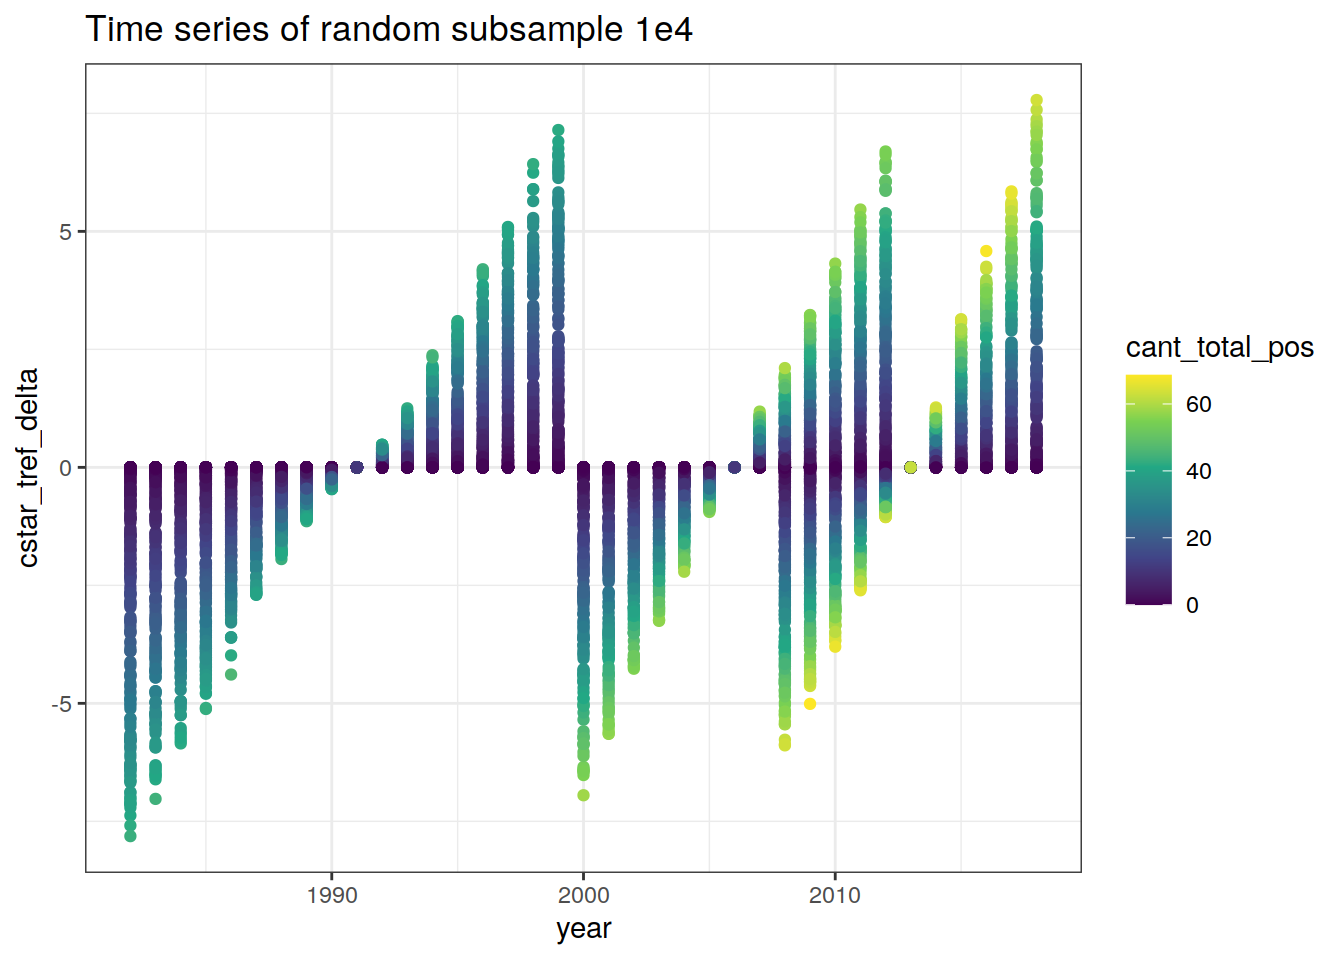 Time series of random subsample 1e4
cstar_tref_delta
5
0
-5
1990
2000
2010
year
cant_total_pos
60
40
20
0